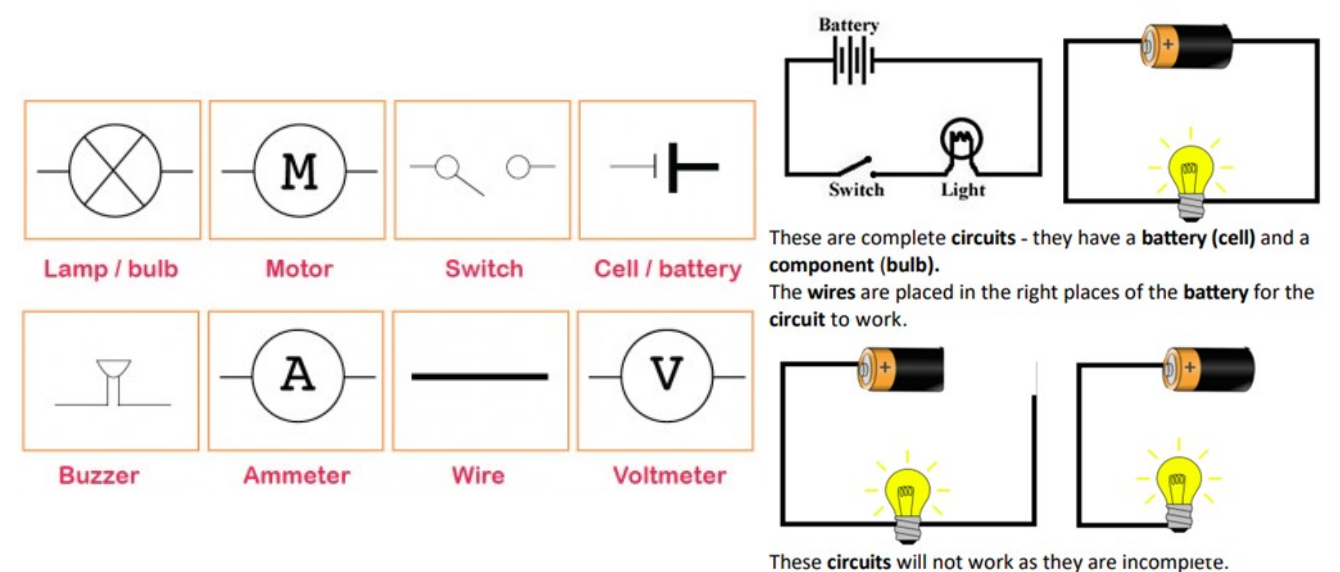 M
Lamp / bulb
Motor
Switch
Cell / battery
A
V
Buzzer
Ammeter
Wire
Voltmeter
Battery
Switch
Light
+
These are complete circuits - they have a battery (cell) and a
component (bulb).
The wires are placed in the right places of the battery for the
circuit to work.
+
+
These circuits will not work as they are incomplete.